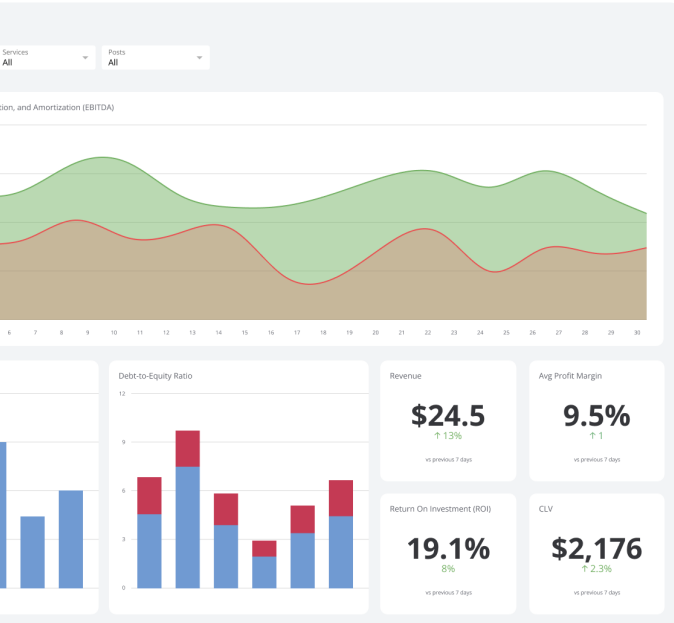 Services
All
Posts
All
tion, and Amortization (EBITDA)
6 7 8 9 10 11 12 13 14 15 16 17 18 19 20 21 22 23 24 25 26 27 28 29 30
Debt-to-Equity Ratio
12
9
6
3
0
Revenue
$24.5
↑ 13%
vs previous 7 days
Avg Profit Margin
9.5%
↑ 1
vs previous 7 days
Return On Investment (ROI)
19.1%
8%
vs previous 7 days
CLV
$2,176
↑ 2.3%
vs previous 7 days